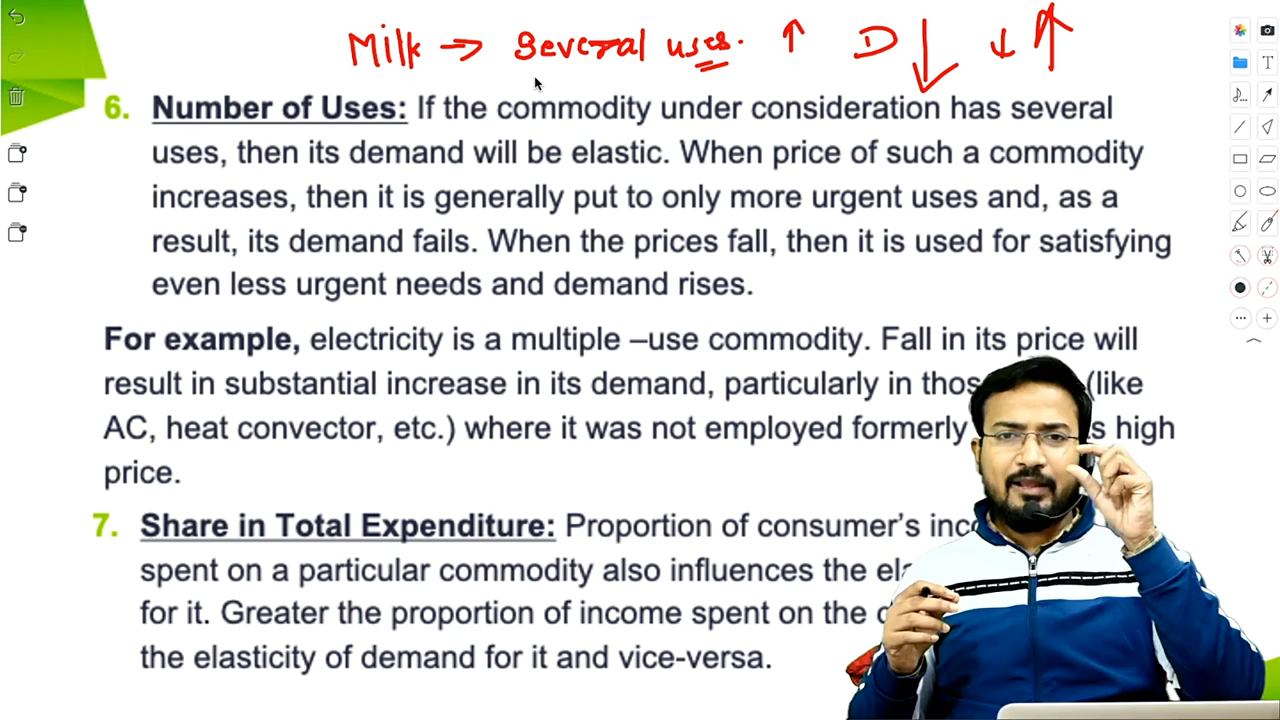 Milk → Several uses. ↑ D ↓ ↓ ↑
6. Number of Uses: If the commodity under consideration has several
uses, then its demand will be elastic. When price of such a commodity
increases, then it is generally put to only more urgent uses and, as a
result, its demand fails. When the prices fall, then it is used for satisfying
even less urgent needs and demand rises.
For example, electricity is a multiple –use commodity. Fall in its price will
result in substantial increase in its demand, particularly in (like
AC, heat convector, etc.) where it was not employed formerly high
price.
7. Share in Total Expenditure: Proportion of consumer's
spent on a particular commodity also influences the
for it. Greater the proportion of income spent on the
the elasticity of demand for it and vice-versa.
T